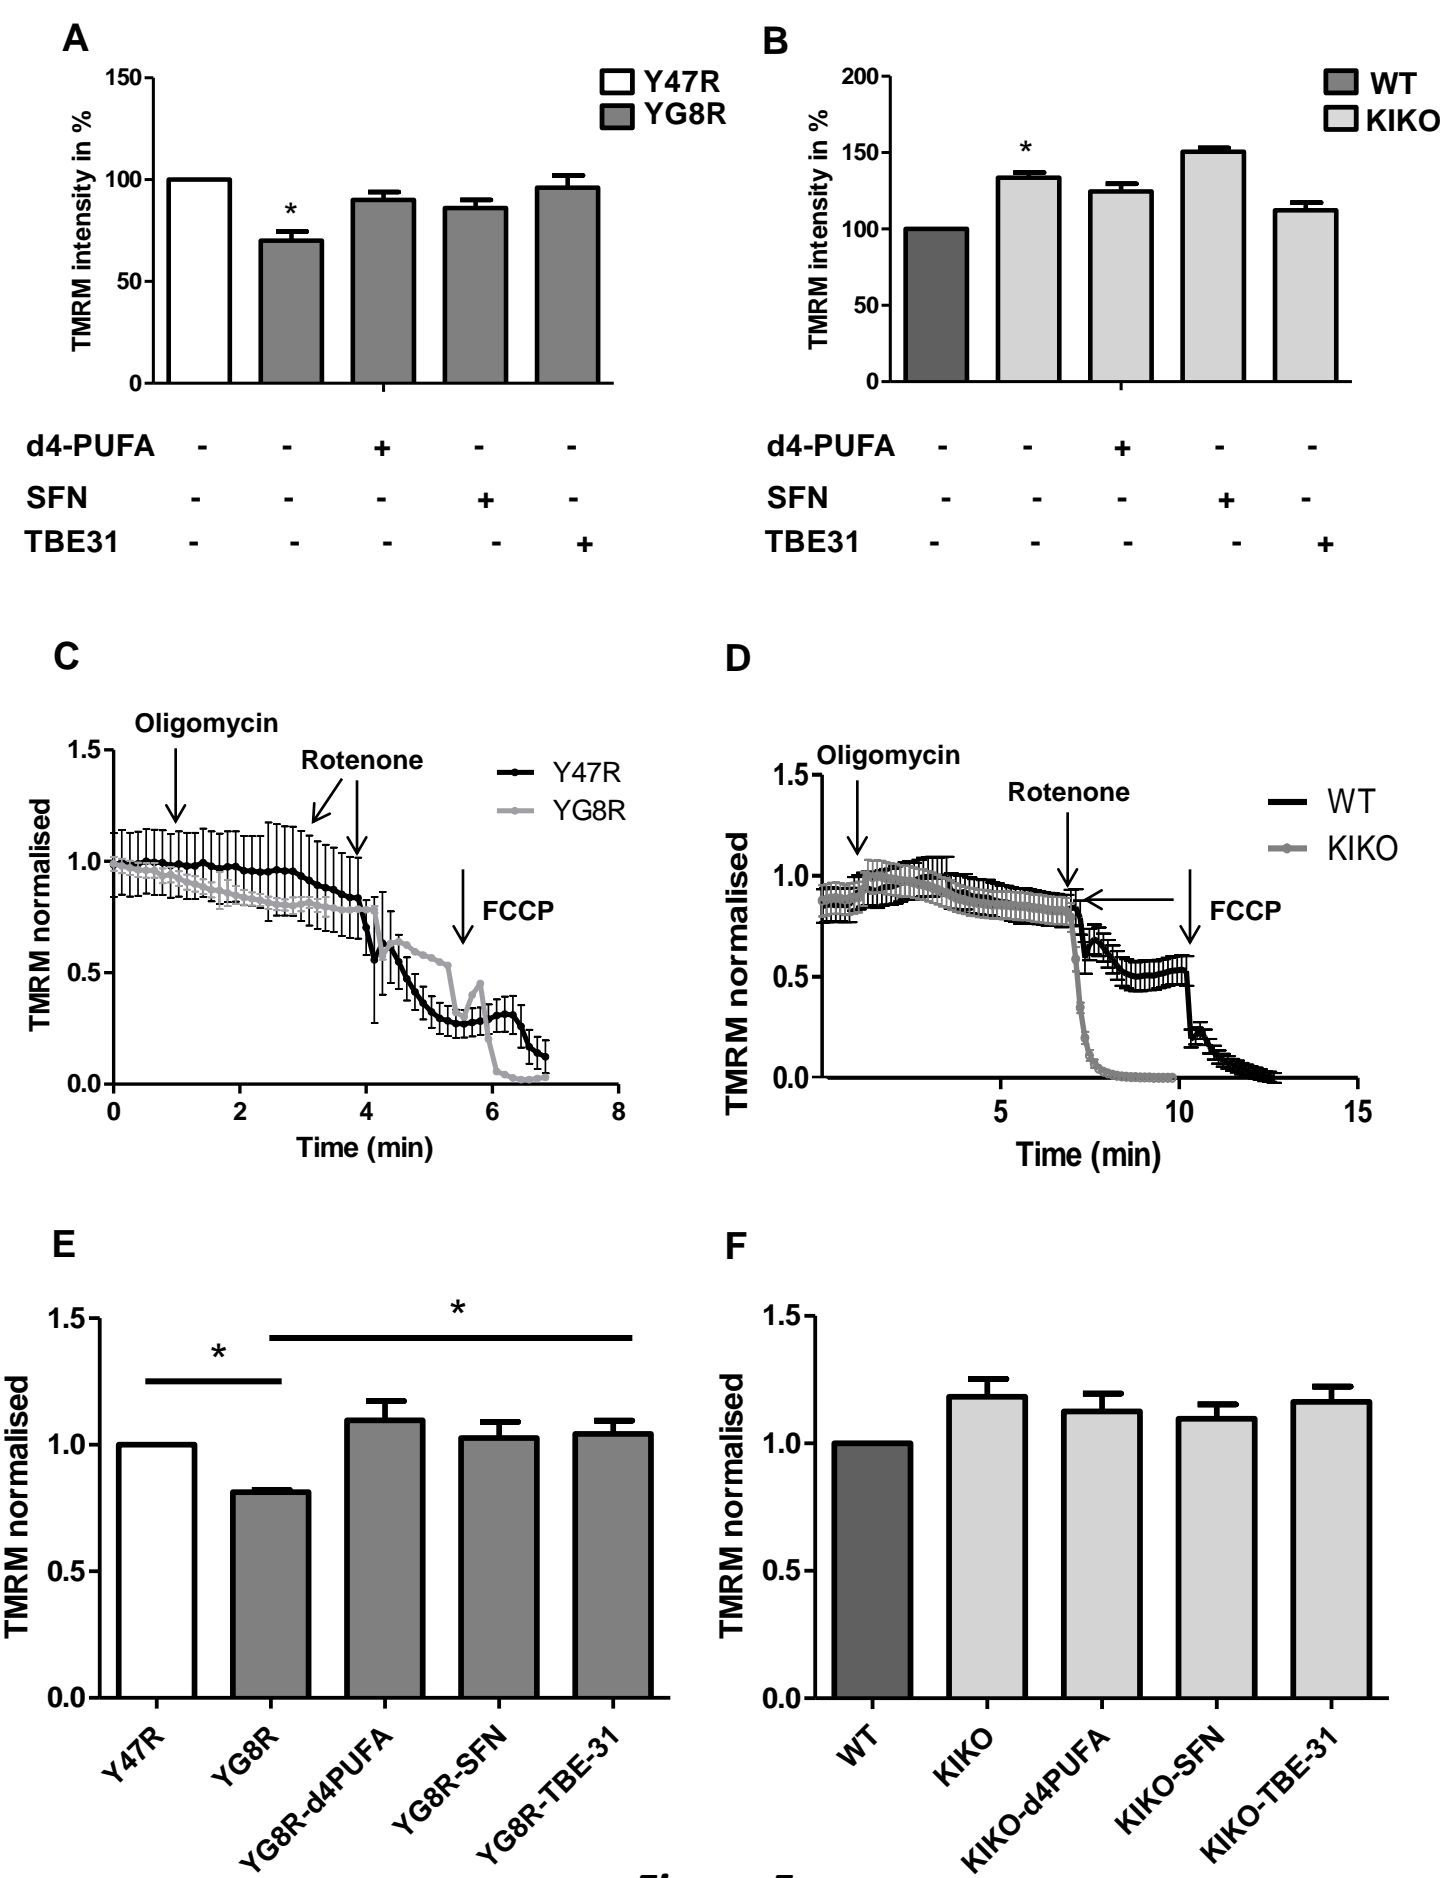 A
TMRM intensity in %
150
100
50
0
*
Y47R
YG8R
d4-PUFA - - + - -
SFN - - - + -
TBE31 - - - - +
B
TMRM intensity in %
200
150
100
50
0
*
WT
KIKO
d4-PUFA - - + - -
SFN - - - + -
TBE31 - - - - +
C
TMRM normalised
1.5
1.0
0.5
0.0
Oligomycin
Rotenone
FCCP
Y47R
YG8R
0 2 4 6 8
Time (min)
D
TMRM normalised
1.5
1.0
0.5
0.0
Oligomycin
Rotenone
FCCP
WT
KIKO
5 10 15
Time (min)
E
TMRM normalised
1.5
1.0
0.5
0.0
*
*
Y47R
YG8R
YG8R-d4PUFA
YG8R-SFN
YG8R-TBE-31
F
TMRM normalised
1.5
1.0
0.5
0.0
WT
KIKO
KIKO-d4PUFA
KIKO-SFN
KIKO-TBE-31